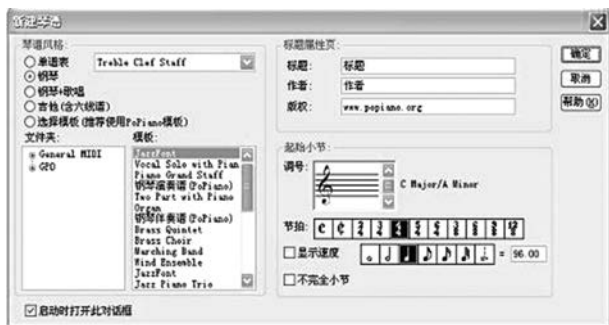 新建琴谱
琴谱风格:
单谱表
Treble Clef Staff
钢琴
钢琴+歌唱
吉他(含六线谱)
选择模板(推荐使用PoPiano模板)
文件夹:
模板:
General MIDI
GPO
JazzFont
Vocal Solo with Pian
Piano Grand Staff
钢琴演奏谱(PoPiano)
Two Part with Piano
Organ
钢琴伴奏谱(PoPiano)
Brass Quintet
Brass Choir
Marching Band
Wind Ensemble
JazzFont
Jazz Piano Trio
启动时打开此对话框
标题属性页:
标题: 标题
作者: 作者
版权: www.popiano.org
起始小节:
调号:
C Major/A Minor
节拍:
显示速度
= 96.00
不完全小节
确定
取消
帮助(H)